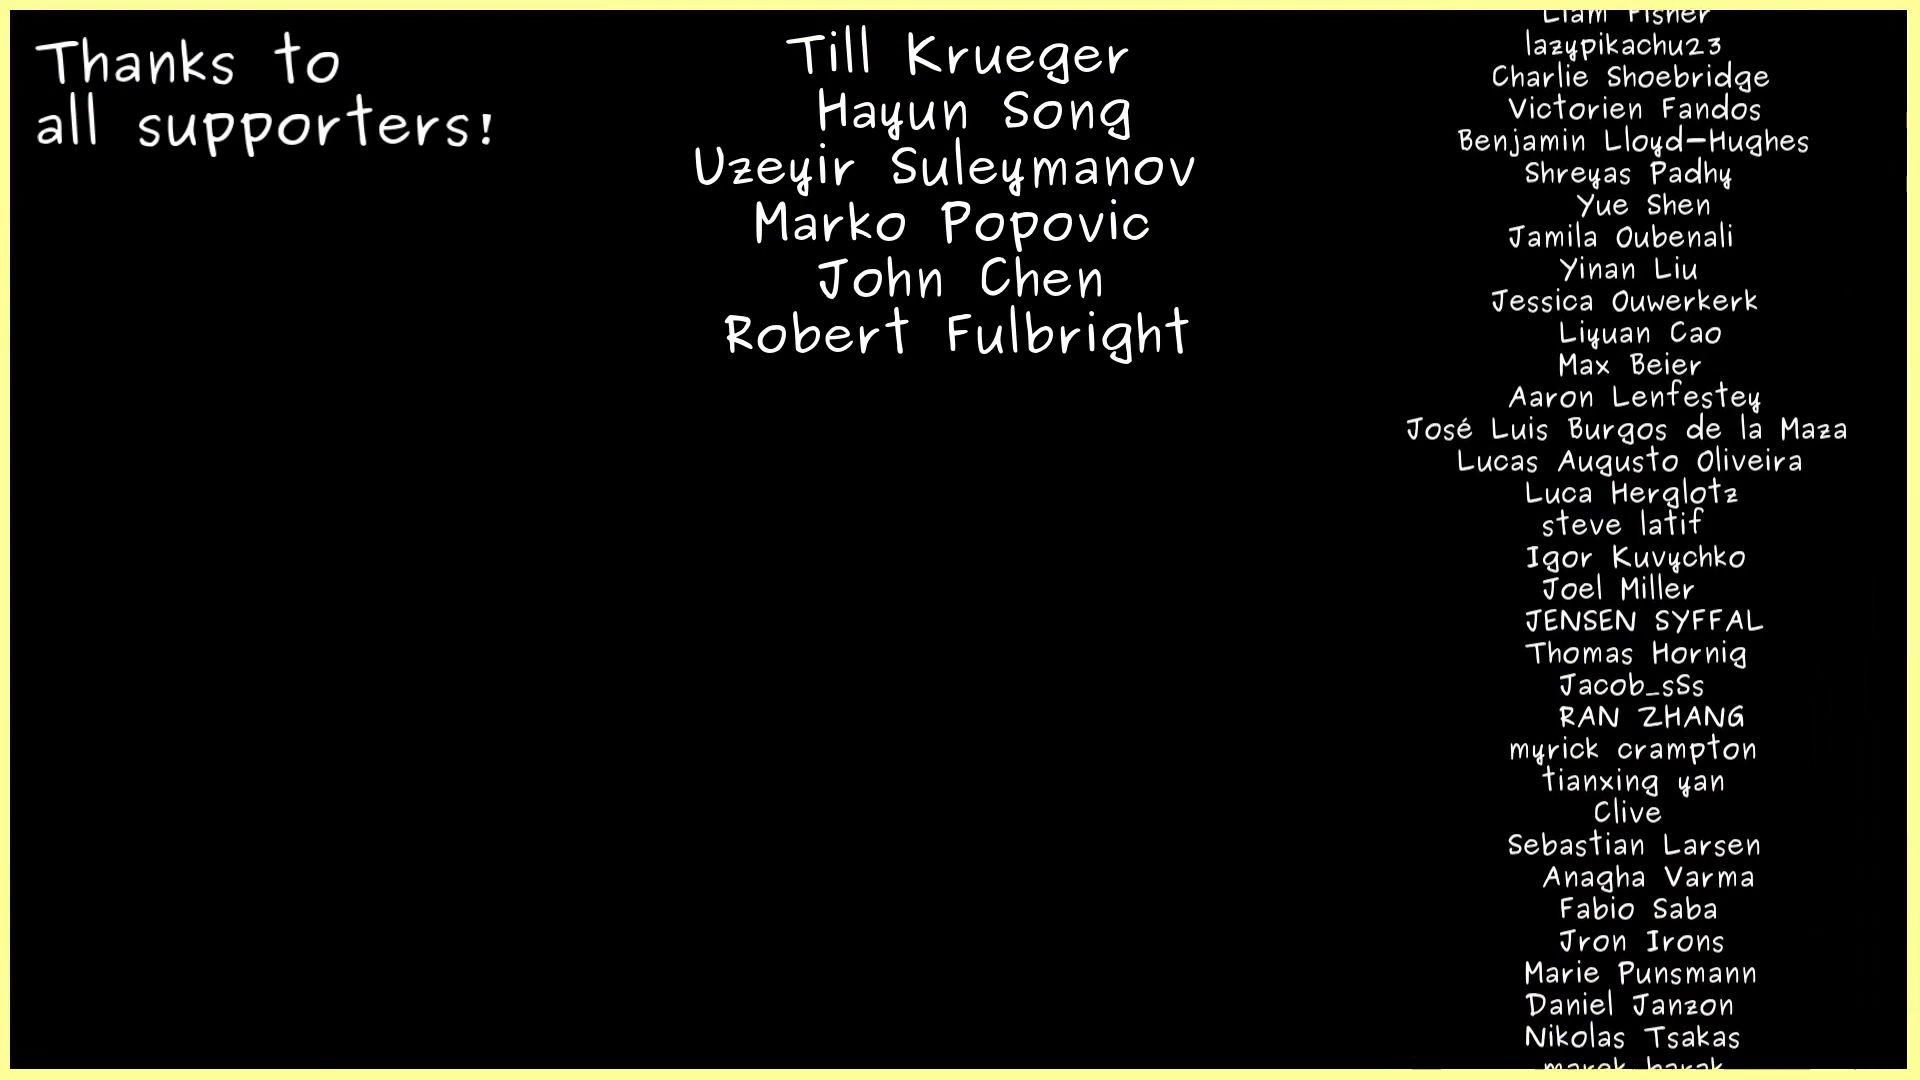 Thanks to
all supporters!
Till Krueger
Hayun Song
Uzeyir Suleymanov
Marko Popovic
John Chen
Robert Fulbright
Liam Fisher
lazypikachu23
Charlie Shoebridge
Victorien Fandos
Benjamin Lloyd-Hughes
Shreyas Padhy
Yue Shen
Jamila Oubenali
Yinan Liu
Jessica Ouwerkerk
Liyuan Cao
Max Beier
Aaron Lenfestey
José Luis Burgos de la Maza
Lucas Augusto Oliveira
Luca Herglotz
steve latif
Igor Kuvychko
Joel Miller
JENSEN SYFFAL
Thomas Hornig
Jacob_sSs
RAN ZHANG
myrick crampton
tianxing yan
Clive
Sebastian Larsen
Anagha Varma
Fabio Saba
Jron Irons
Marie Punsmann
Daniel Janzon
Nikolas Tsakas
marek barak